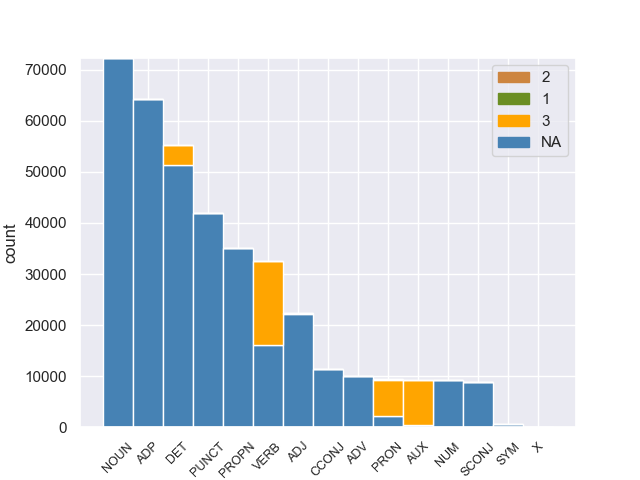 70000
60000
50000
40000
30000
20000
10000
0
count
2
1
3
NA
NOUN
ADP
DET
PUNCT
PROPN
VERB
ADJ
CCONJ
ADV
PRON
AUX
NUM
SCONJ
SYM
X